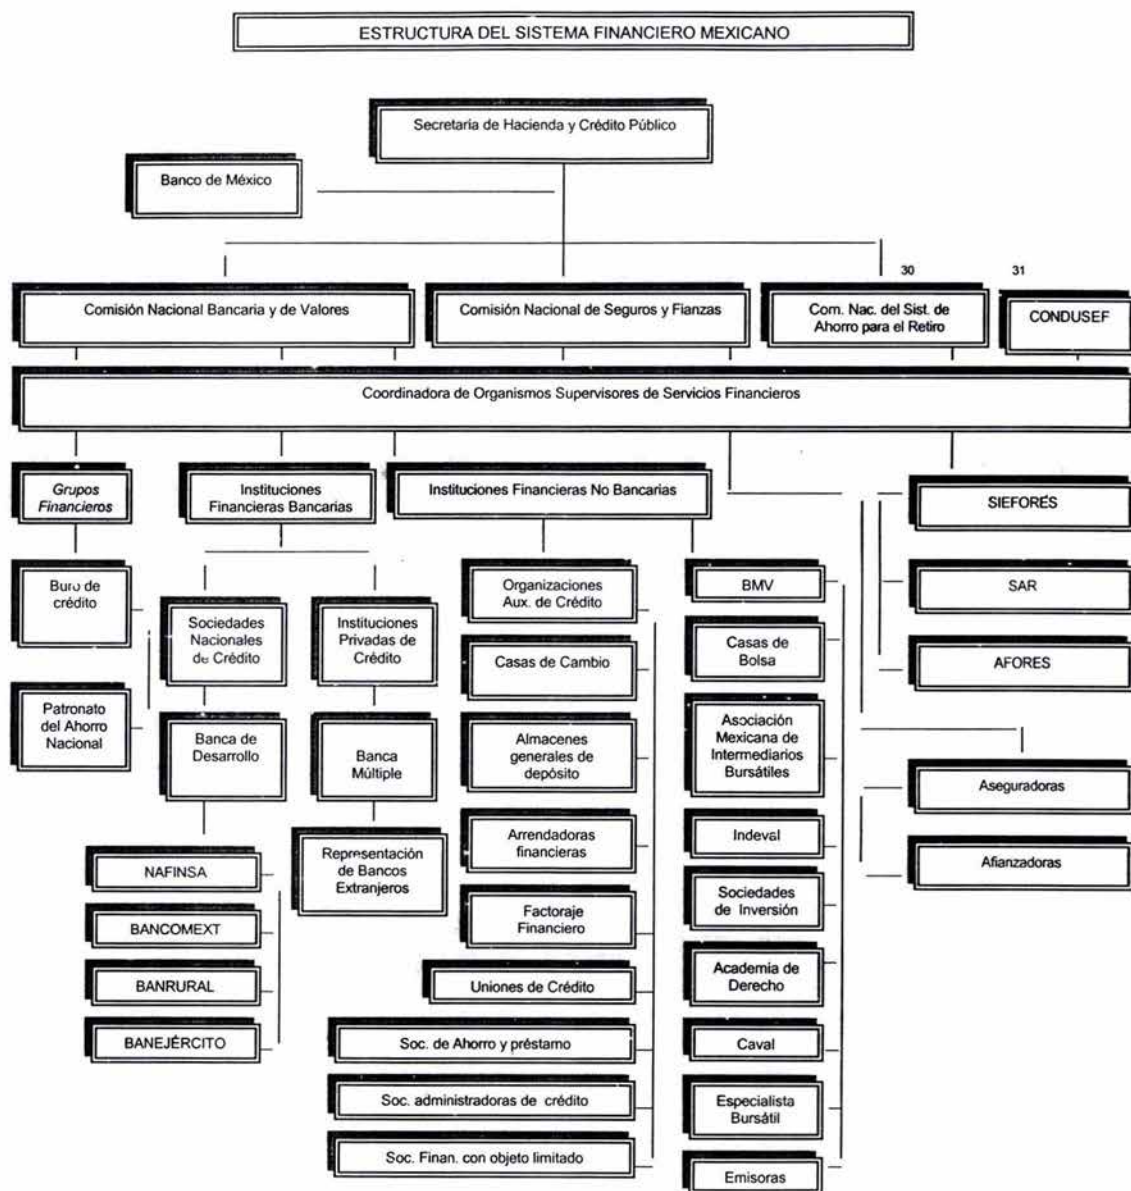 ESTRUCTURA DEL SISTEMA FINANCIERO MEXICANO
Secretaria de Hacienda y Crédito Público
Banco de México
30
31
Comisión Nacional Bancaria y de Valores
Comisión Nacional de Seguros y Fianzas
Com. Nac. del Sist. de
Ahorro para el Retiro
CONDUSEF
Coordinadora de Organismos Supervisores de Servicios Financieros
Grupos
Financieros
Instituciones
Financieras Bancarias
Instituciones Financieras No Bancarias
SIEFORÉS
SAR
AFORES
Aseguradoras
Afianzadoras
Buro de
crédito
Patronato
del Ahorro
Nacional
Sociedades
Nacionales
de Crédito
Banca de
Desarrollo
NAFINSA
BANCOMEXT
BANRURAL
BANEJÉRCITO
Instituciones
Privadas de
Crédito
Banca
Múltiple
Representación
de Bancos
Extranjeros
Organizaciones
Aux. de Crédito
Casas de Cambio
Almacenes
generales de
depósito
Arrendadoras
financieras
Factoraje
Financiero
Uniones de Crédito
Soc. de Ahorro y préstamo
Soc. administradoras de crédito
Soc. Finan. con objeto limitado
BMV
Casas de
Bolsa
Asociación
Mexicana de
Intermediarios
Bursátiles
Indeval
Sociedades
de Inversión
Academia de
Derecho
Caval
Especialista
Bursátil
Emisoras